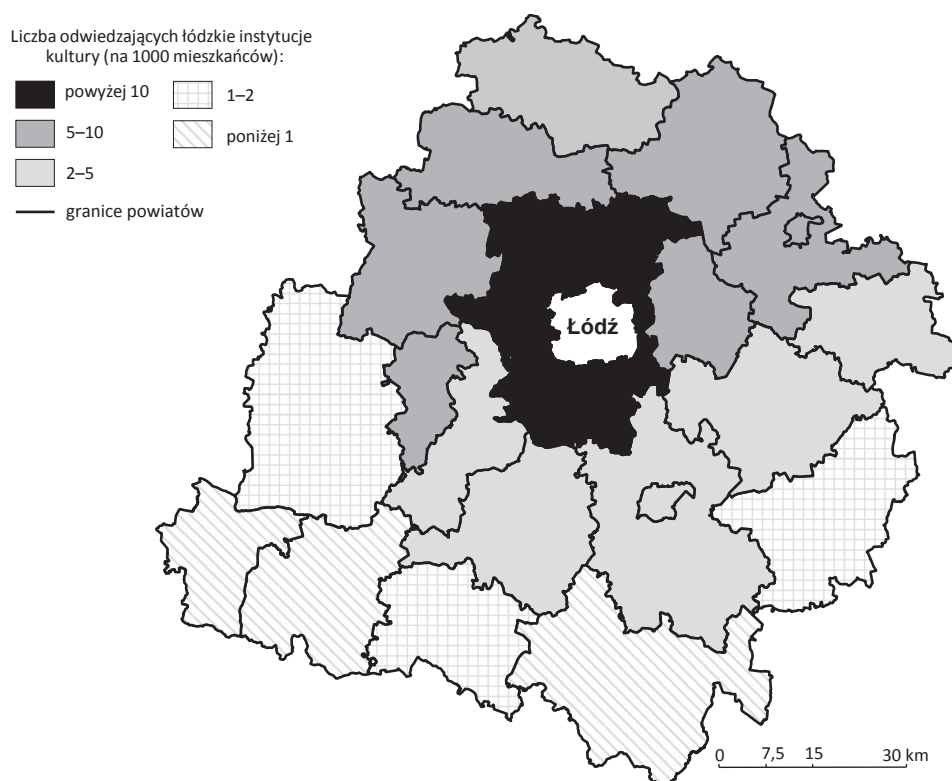 Liczba odwiedzających łódzkie instytucje
kultury (na 1000 mieszkańców):
powyżej 10
1–2
5–10
poniżej 1
2–5
granice powiatów
Łódź
0 7,5 15 30 km